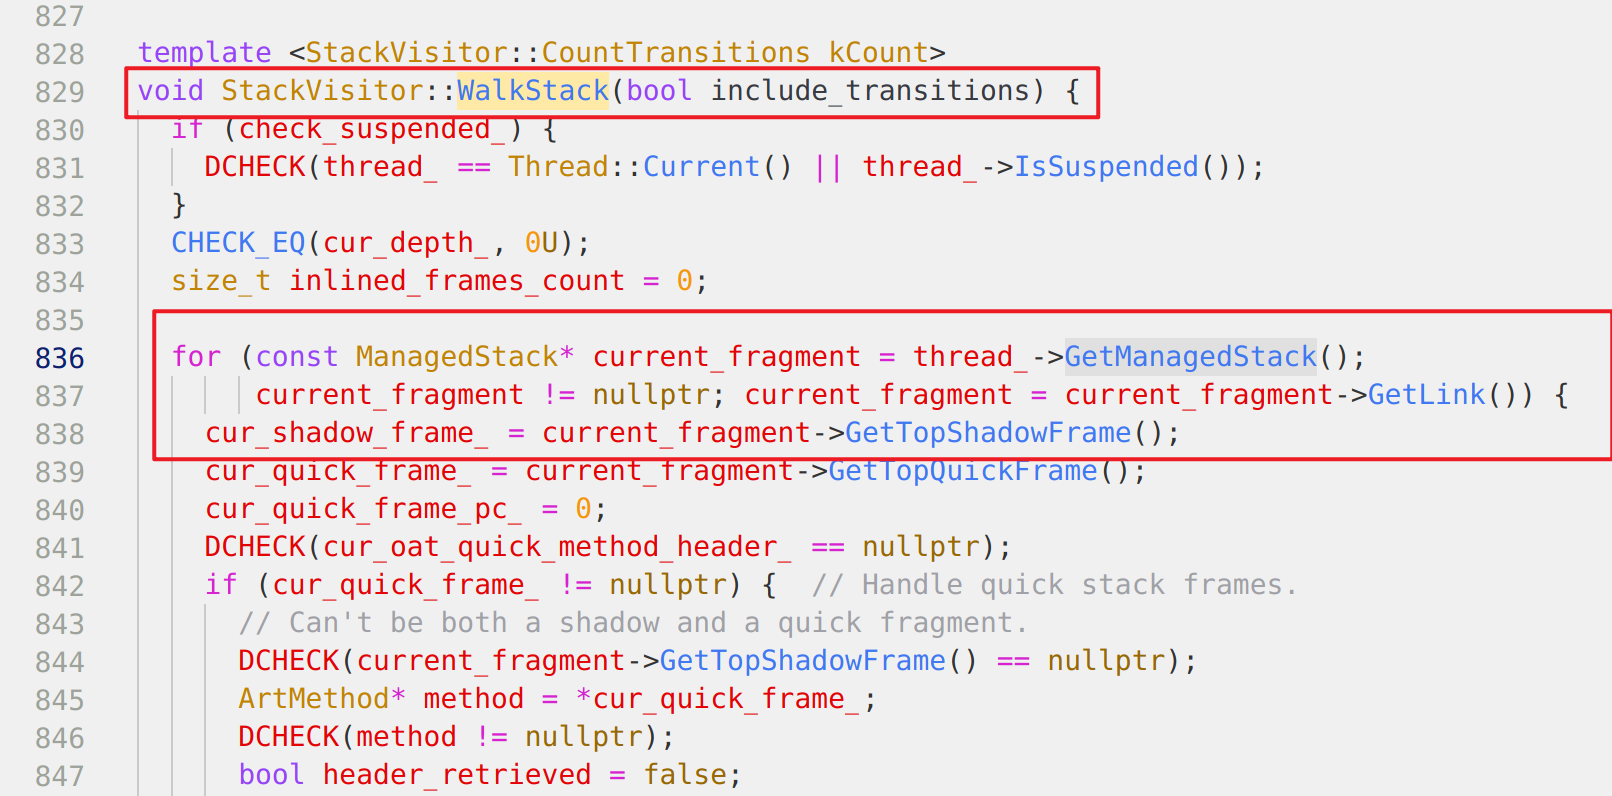 827
828 template <StackVisitor::CountTransitions kCount>
829 void StackVisitor::WalkStack(bool include_transitions) {
830 if (check_suspended_) {
831 DCHECK(thread_ == Thread::Current() || thread_->IsSuspended());
832 }
833 CHECK_EQ(cur_depth_, 0U);
834 size_t inlined_frames_count = 0;
835
836 for (const ManagedStack* current_fragment = thread_->GetManagedStack();
837 current_fragment != nullptr; current_fragment = current_fragment->GetLink()) {
838 cur_shadow_frame_ = current_fragment->GetTopShadowFrame();
839 cur_quick_frame_ = current_fragment->GetTopQuickFrame();
840 cur_quick_frame_pc_ = 0;
841 DCHECK(cur_oat_quick_method_header_ == nullptr);
842 if (cur_quick_frame_ != nullptr) {  // Handle quick stack frames.
843 // Can't be both a shadow and a quick fragment.
844 DCHECK(current_fragment->GetTopShadowFrame() == nullptr);
845 ArtMethod* method = *cur_quick_frame_;
846 DCHECK(method != nullptr);
847 bool header_retrieved = false;